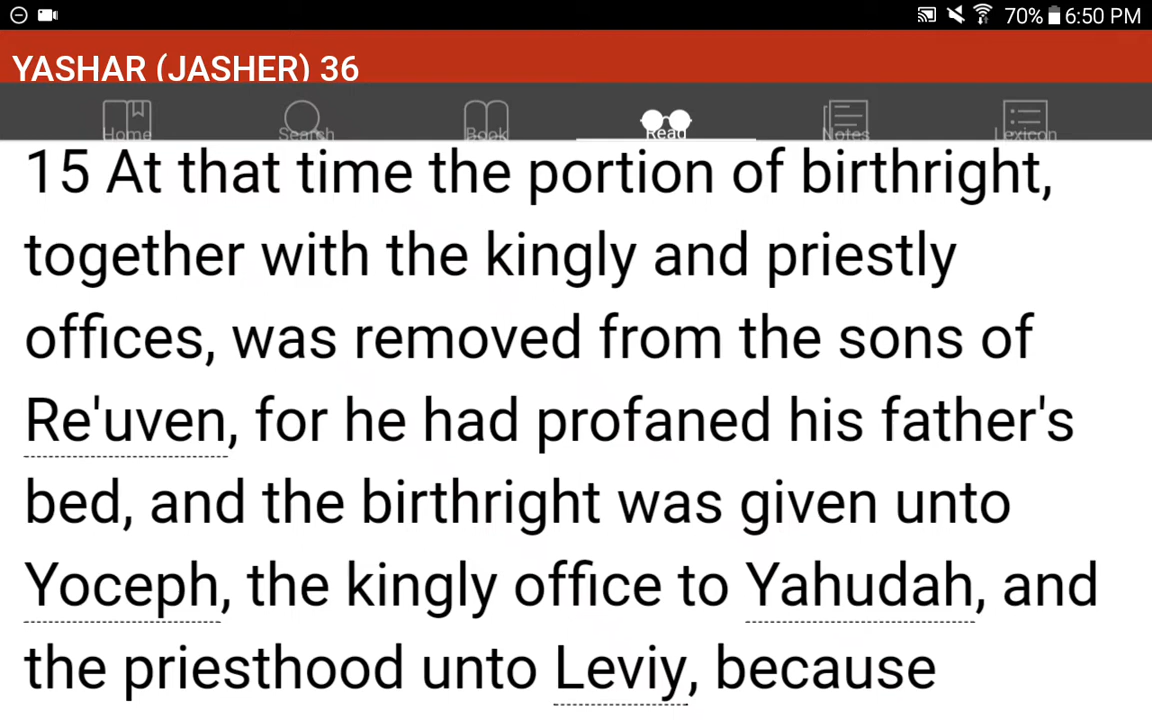 70% 6:50 PM
YASHAR (JASHER) 36
Home Search Book Read Notes Lexicon
15 At that time the portion of birthright,
together with the kingly and priestly
offices, was removed from the sons of
Re'uven, for he had profaned his father's
bed, and the birthright was given unto
Yoceph, the kingly office to Yahudah, and
the priesthood unto Leviy, because